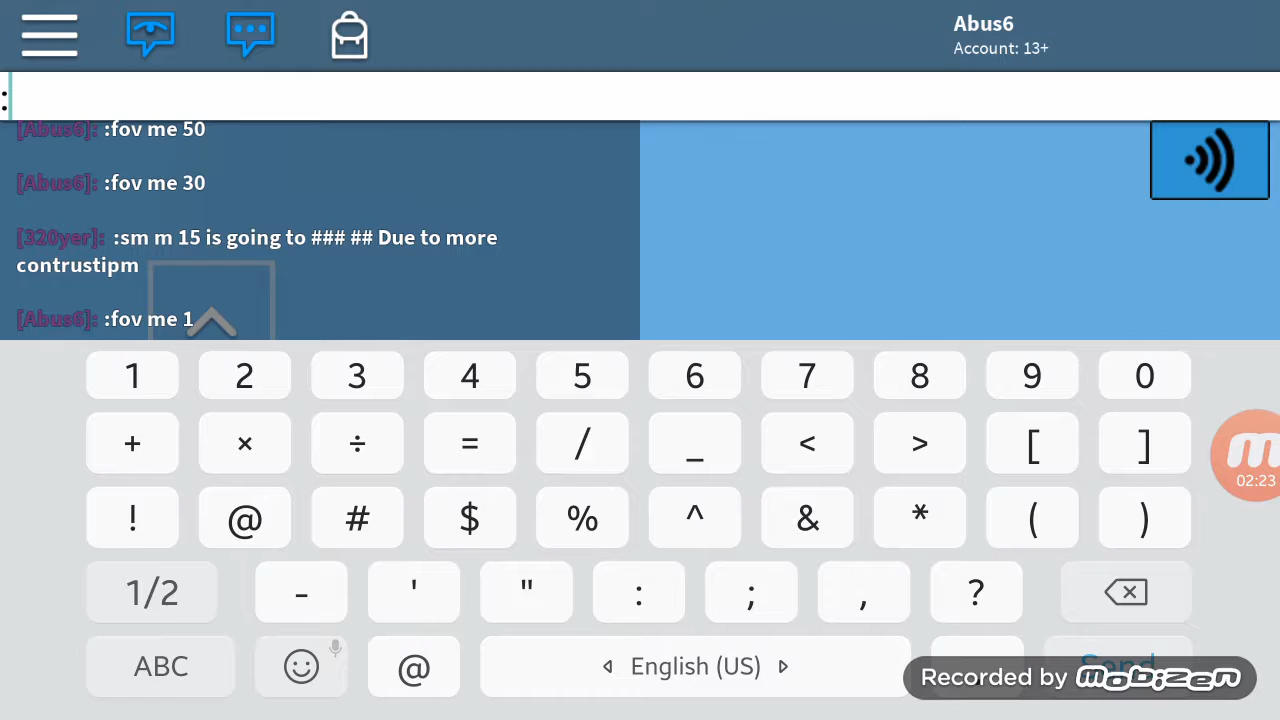 Abus6
Account: 13+
:
[Abus6]: :fov me 50
[Abus6]: :fov me 30
[320yer]: :sm m 15 is going to ### ## Due to more
contrustipm
[Abus6]: :fov me 1
1 2 3 4 5 6 7 8 9 0
+ × ÷ = / _ < > [ ]
! @ # $ % ^ & * ( )
1/2 - ' " : ; , ?
ABC @ English (US) Send
02:23
Recorded by mobizen